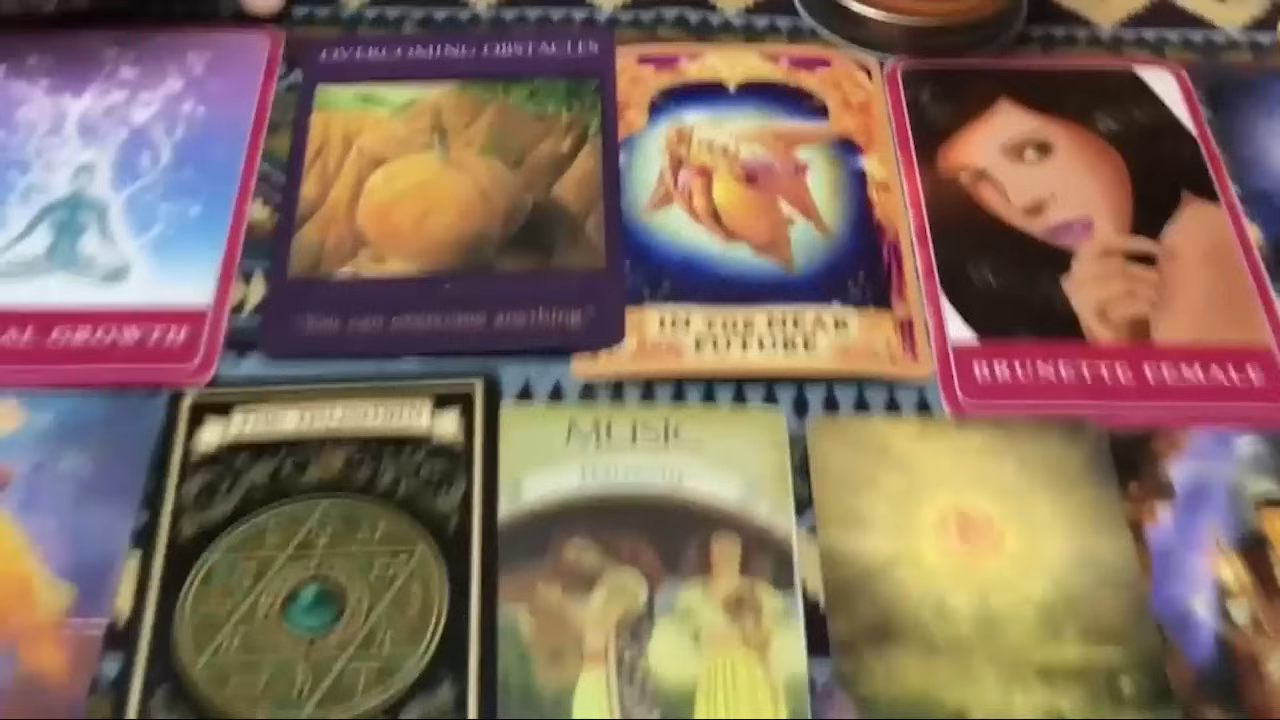 OVERCOMING OBSTACLES
AL GROWTH
"You can overcome anything"
IN THE NEAR
FUTURE
BRUNETTE FEMALE
MUSIC